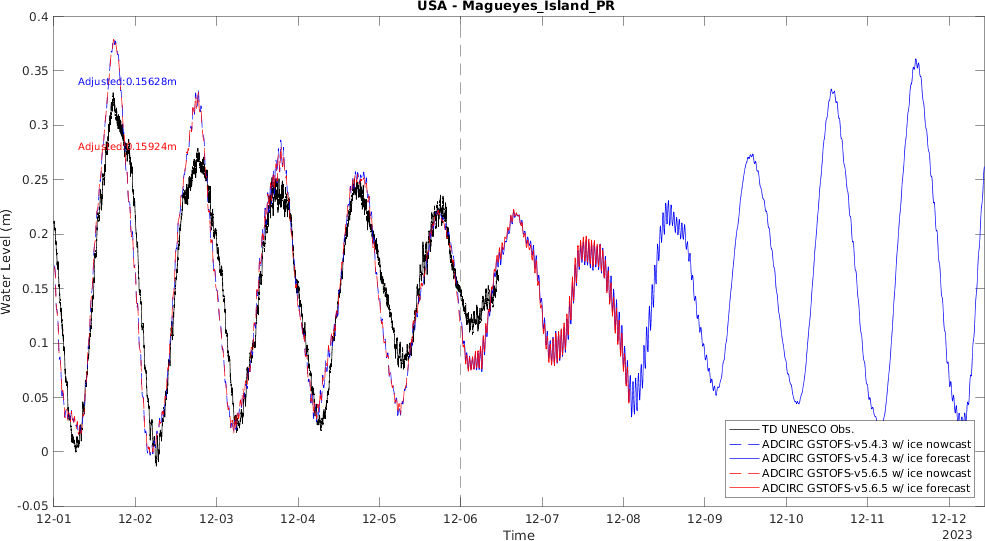 USA - Magueyes_Island_PR
0.4
0.35
0.3
0.25
0.2
0.15
0.1
0.05
0
-0.05
Water Level (m)
Adjusted:0.15628m
Adjusted:0.15924m
TD UNESCO Obs.
ADCIRC GSTOFS-v5.4.3 w/ ice nowcast
ADCIRC GSTOFS-v5.4.3 w/ ice forecast
ADCIRC GSTOFS-v5.6.5 w/ ice nowcast
ADCIRC GSTOFS-v5.6.5 w/ ice forecast
12-01 12-02 12-03 12-04 12-05 12-06 12-07 12-08 12-09 12-10 12-11 12-12
Time
2023